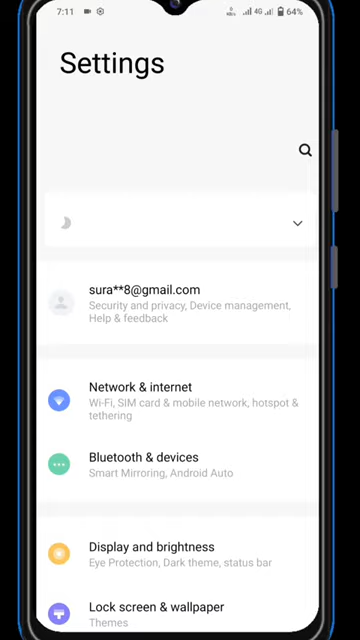 7:11
4G 64%
Settings
sura**8@gmail.com
Security and privacy, Device management,
Help & feedback
Network & internet
Wi-Fi, SIM card & mobile network, hotspot &
tethering
Bluetooth & devices
Smart Mirroring, Android Auto
Display and brightness
Eye Protection, Dark theme, status bar
Lock screen & wallpaper
Themes